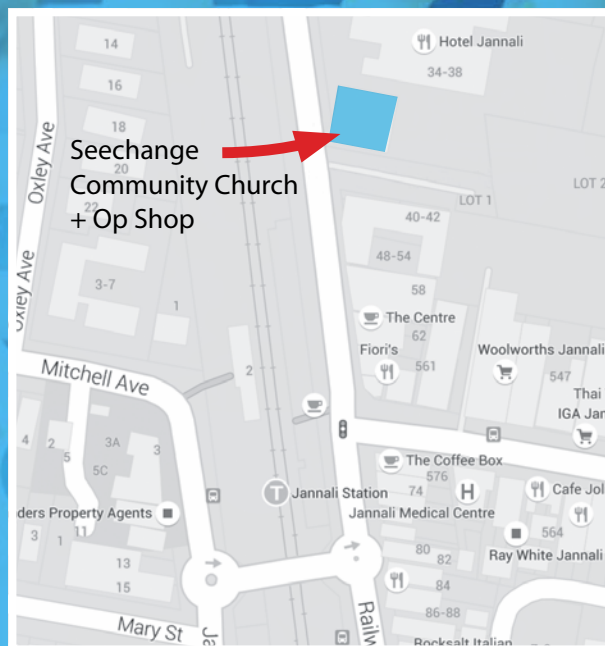 14
Hotel Jannali
34-38
16
Oxley Ave
18
Seechange
Community Church
+ Op Shop
20
22
LOT 1
LOT 2
40-42
48-54
Oxley Ave
3-7
1
58
The Centre
62
Fiori's
561
Woolworths Jannali
547
2
Mitchell Ave
Thai
IGA Jan
4
2
5
3A
3
5C
The Coffee Box
576
H
T
Jannali Station
74
Jannali Medical Centre
Cafe Jol
nders Property Agents
11
3
1
564
Ray White Jannali
80
82
13
15
84
86-88
Mary St
Ja
Railw
Rocksalt Italian